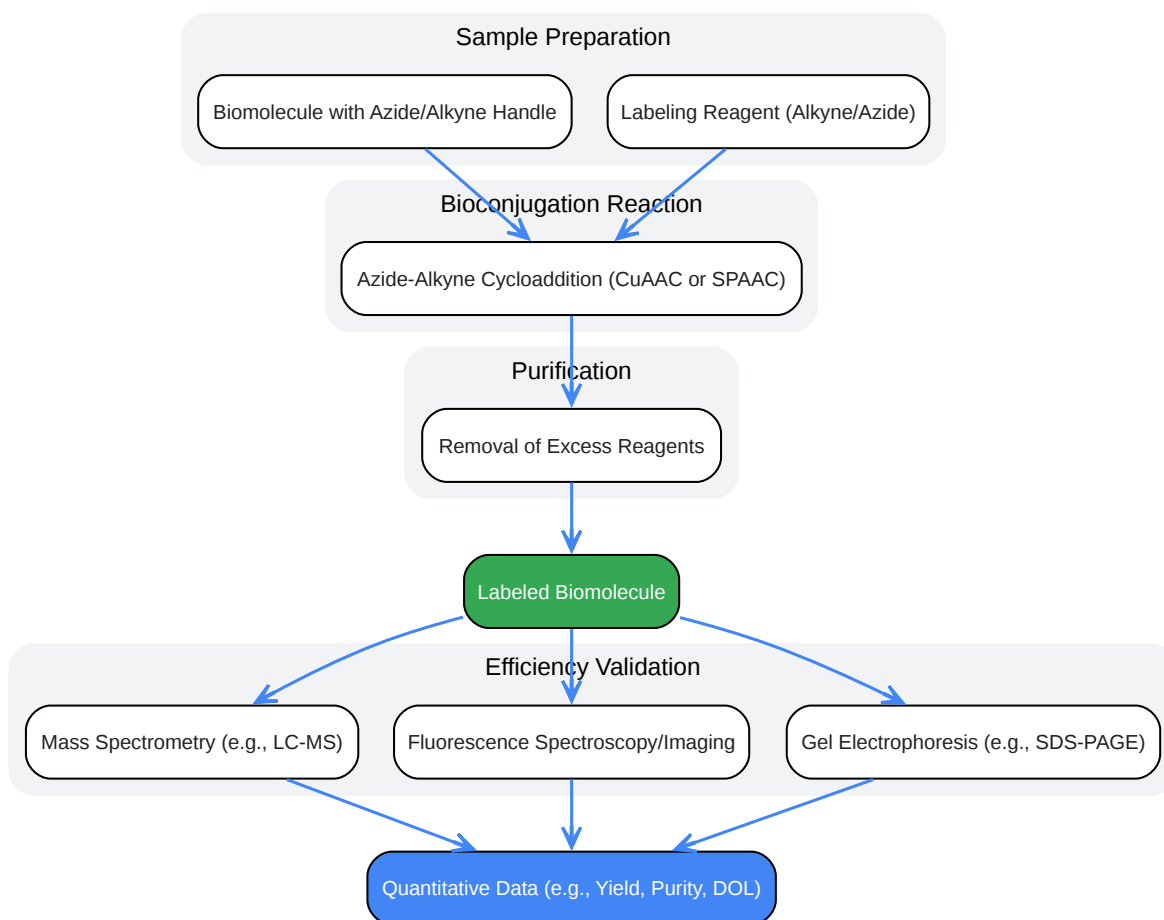 Sample Preparation
Biomolecule with Azide/Alkyne Handle
Labeling Reagent (Alkyne/Azide)
Bioconjugation Reaction
Azide-Alkyne Cycloaddition (CuAAC or SPAAC)
Purification
Removal of Excess Reagents
Labeled Biomolecule
Efficiency Validation
Mass Spectrometry (e.g., LC-MS)
Fluorescence Spectroscopy/Imaging
Gel Electrophoresis (e.g., SDS-PAGE)
Quantitative Data (e.g., Yield, Purity, DOL)